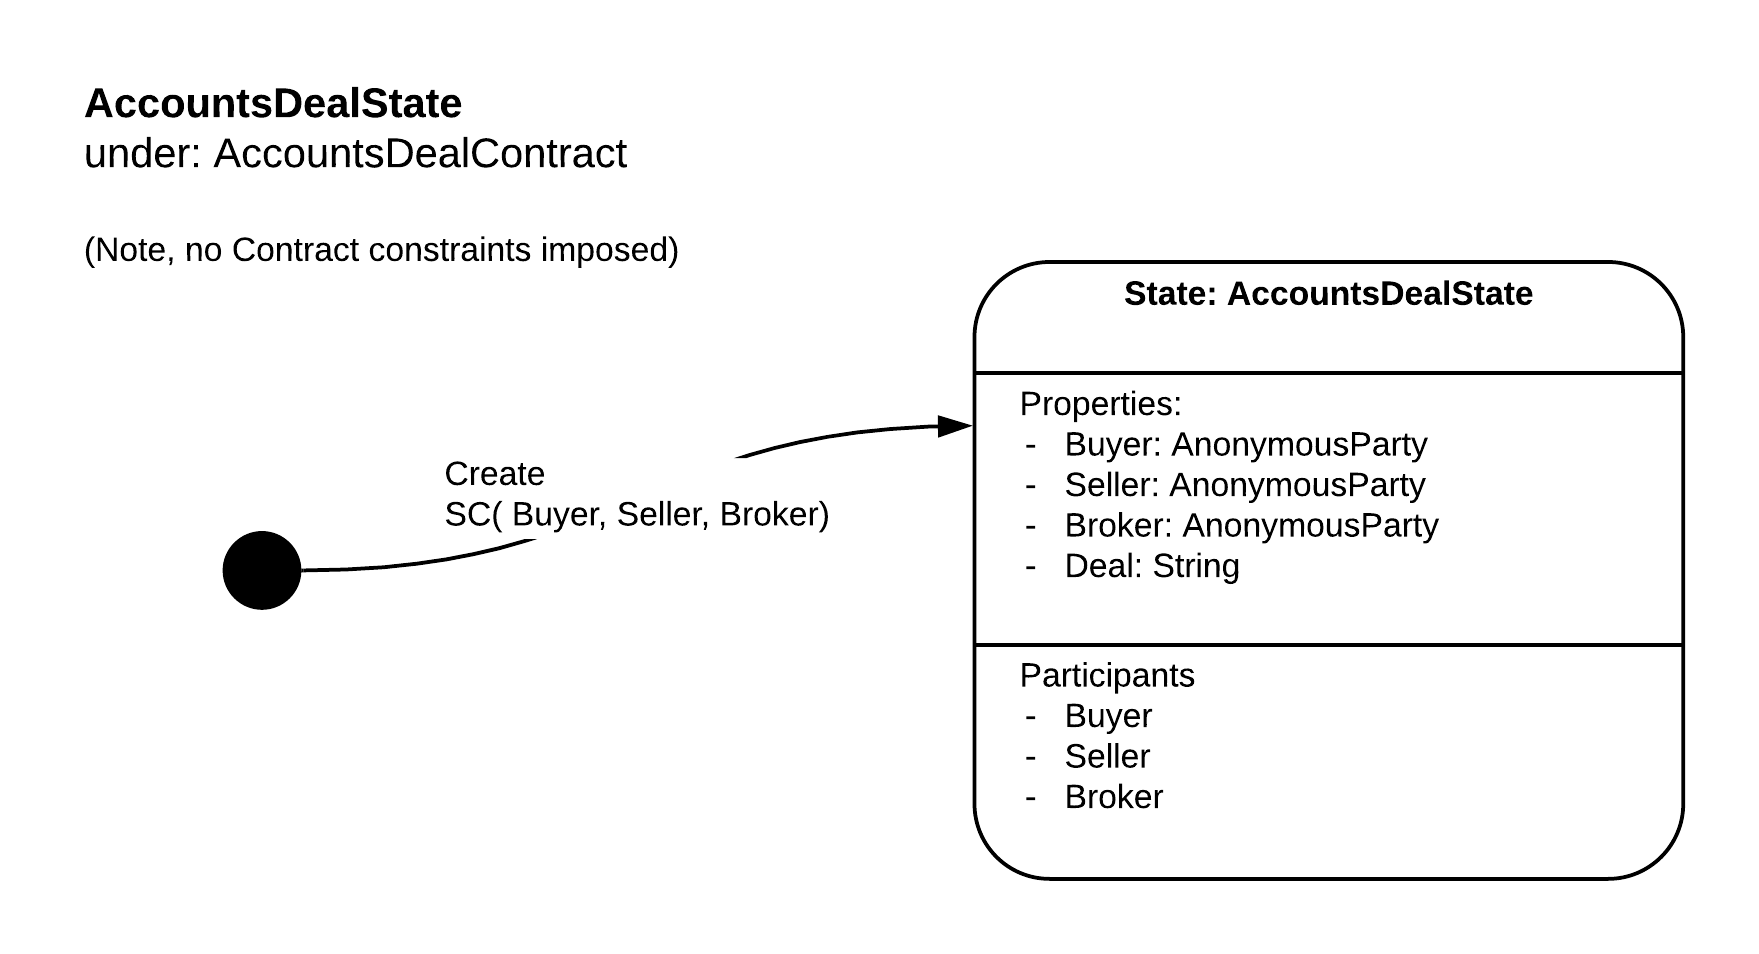 AccountsDealState
under: AccountsDealContract
(Note, no Contract constraints imposed)
State: AccountsDealState
Properties:
- Buyer: AnonymousParty
- Seller: AnonymousParty
- Broker: AnonymousParty
- Deal: String
Create
SC( Buyer, Seller, Broker)
Participants
- Buyer
- Seller
- Broker